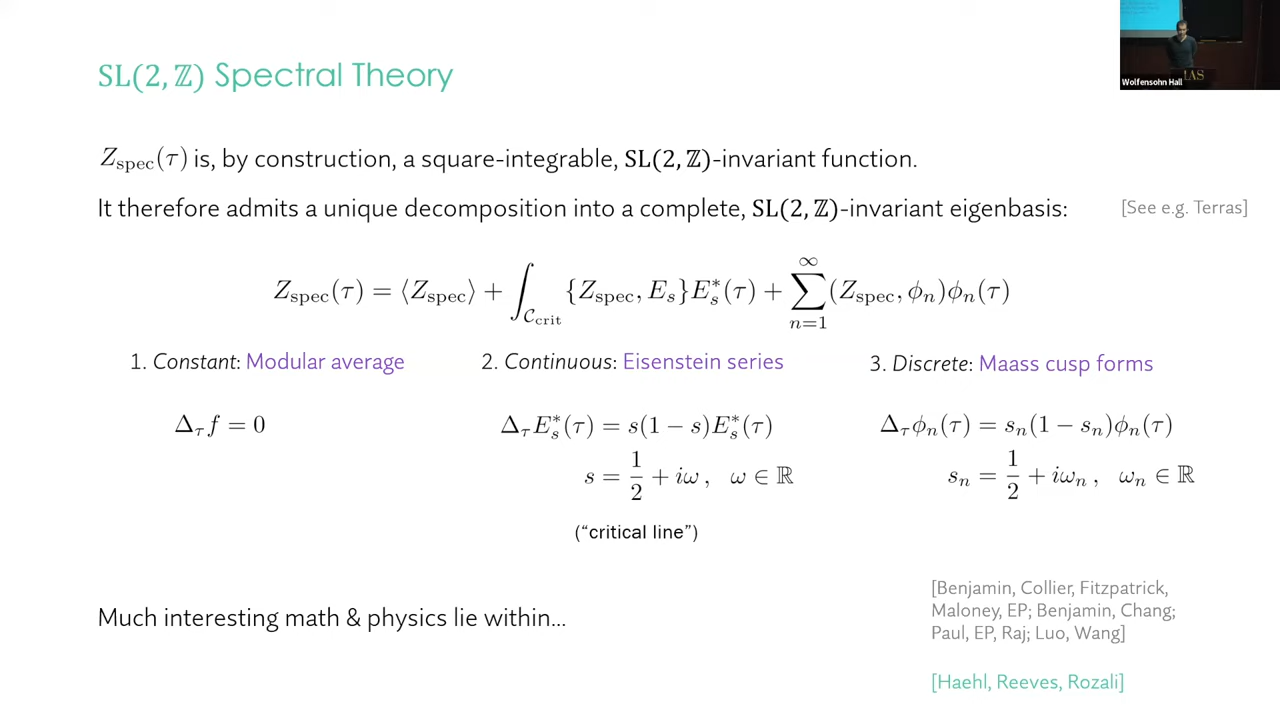 SL(2, ℤ) Spectral Theory
Wolfensohn Hall
IAS
Z_spec(τ) is, by construction, a square-integrable, SL(2, ℤ)-invariant function.
It therefore admits a unique decomposition into a complete, SL(2, ℤ)-invariant eigenbasis:
[See e.g. Terras]
Z_spec(τ) = ⟨Z_spec⟩ + ∫_{𝒞_crit} {Z_spec, E_s}E_s^*(τ) + ∑_{n=1}^{∞} (Z_spec, ϕ_n)ϕ_n(τ)
1. Constant: Modular average
2. Continuous: Eisenstein series
3. Discrete: Maass cusp forms
Δ_τ f = 0
Δ_τ E_s^*(τ) = s(1 − s)E_s^*(τ)
Δ_τ ϕ_n(τ) = s_n(1 − s_n)ϕ_n(τ)
s = 1/2 + iω , ω ∈ ℝ
s_n = 1/2 + iω_n , ω_n ∈ ℝ
(“critical line”)
Much interesting math & physics lie within...
[Benjamin, Collier, Fitzpatrick,
Maloney, EP; Benjamin, Chang;
Paul, EP, Raj; Luo, Wang]
[Haehl, Reeves, Rozali]